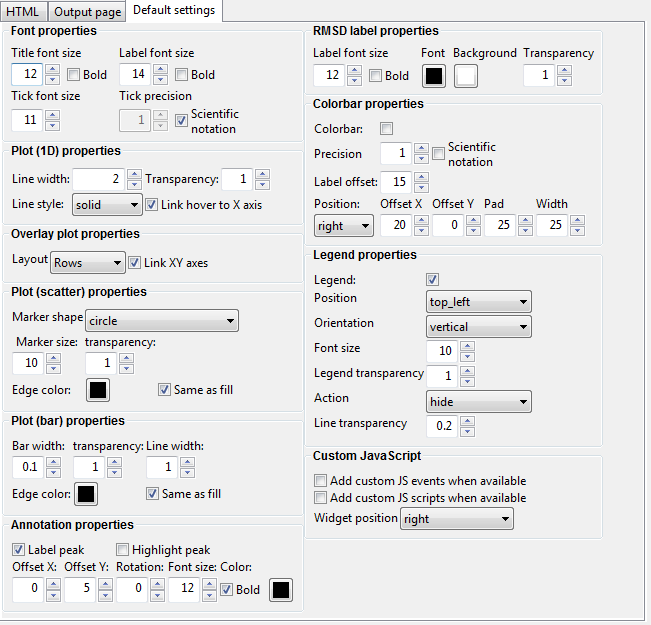 HTML Output page Default settings
Font properties
Title font size Label font size
12 Bold 14 Bold
Tick font size Tick precision
11 1 Scientific
notation
Plot (1D) properties
Line width: 2 Transparency: 1
Line style: solid Link hover to X axis
Overlay plot properties
Layout Rows Link XY axes
Plot (scatter) properties
Marker shape circle
Marker size: transparency:
10 1
Edge color: Same as fill
Plot (bar) properties
Bar width: transparency: Line width:
0.1 1 1
Edge color: Same as fill
Annotation properties
Label peak Highlight peak
Offset X: Offset Y: Rotation: Font size: Color:
0 5 0 12 Bold
RMSD label properties
Label font size Font Background Transparency
12 Bold 1
Colorbar properties
Colorbar:
Precision 1 Scientific
notation
Label offset: 15
Position: Offset X Offset Y Pad Width
right 20 0 25 25
Legend properties
Legend:
Position top_left
Orientation vertical
Font size 10
Legend transparency 1
Action hide
Line transparency 0.2
Custom JavaScript
Add custom JS events when available
Add custom JS scripts when available
Widget position right